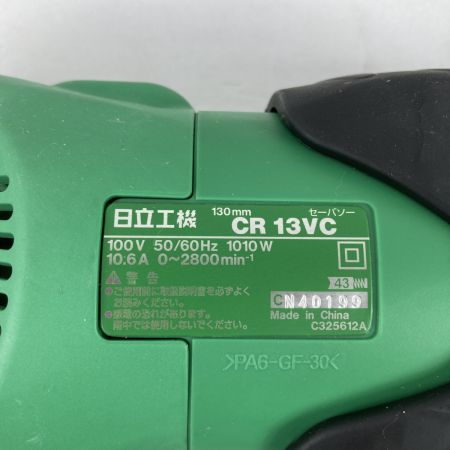 日立工機 130mm CR 13VC セーバソー
100V 50/60Hz 1010W
10.6A 0～2800min⁻¹
警告
●ご使用前に取扱説明書を必ずよく
お読みください。
●感電の恐れがあります。
雨中では使用しないでください。
43
N40199
Made in China
C325612A
>PA6-GF-30<